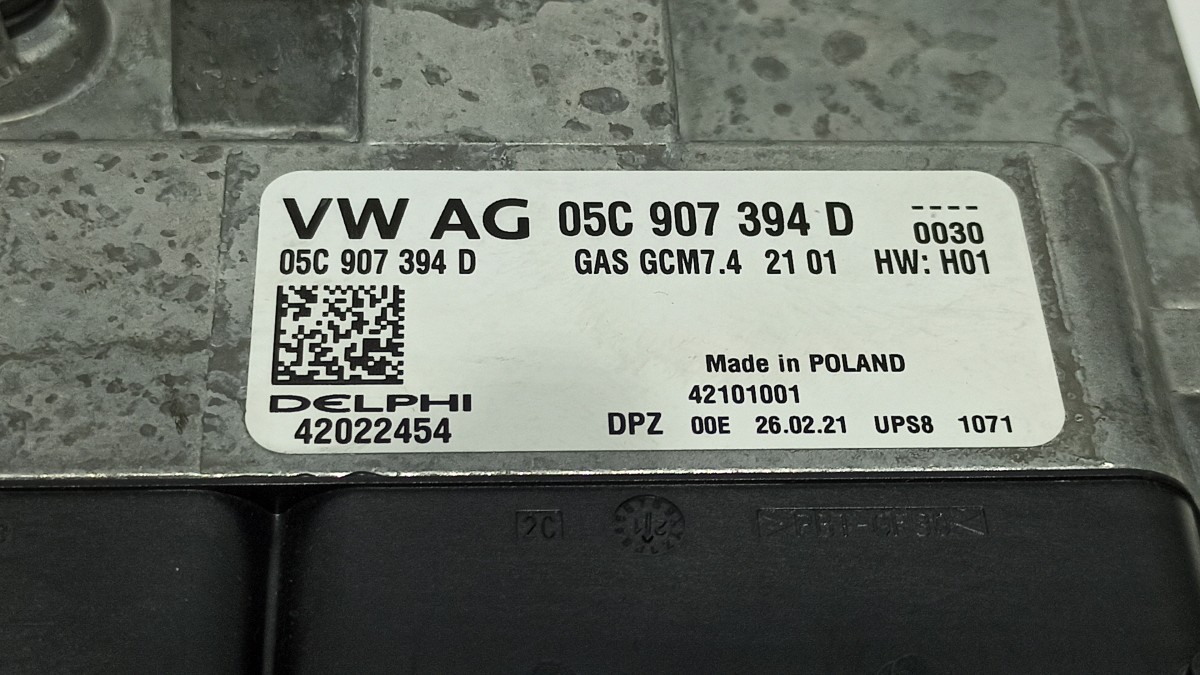 VW AG 05C 907 394 D ----
0030
05C 907 394 D GAS GCM7.4 21 01 HW: H01
Made in POLAND
42101001
DELPHI
42022454 DPZ 00E 26.02.21 UPS8 1071
2C